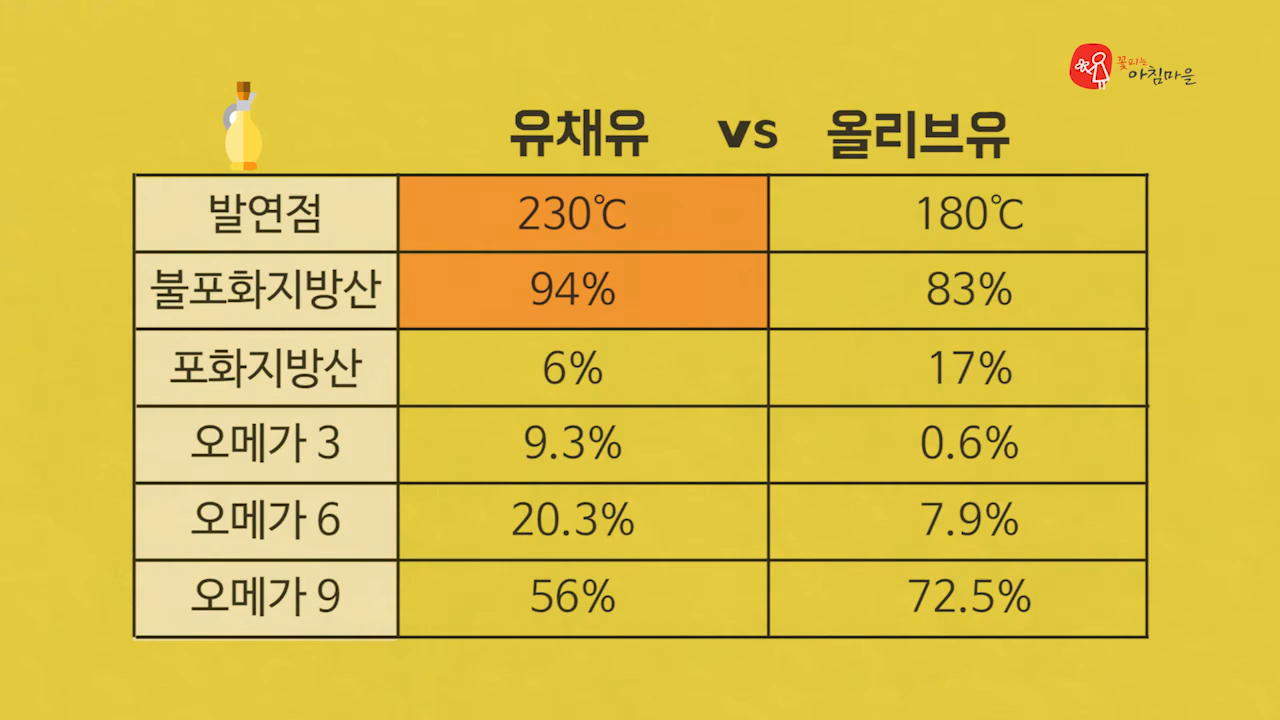 꽃피는
아침마을
유채유 vs 올리브유
발연점 230℃ 180℃
불포화지방산 94% 83%
포화지방산 6% 17%
오메가 3 9.3% 0.6%
오메가 6 20.3% 7.9%
오메가 9 56% 72.5%